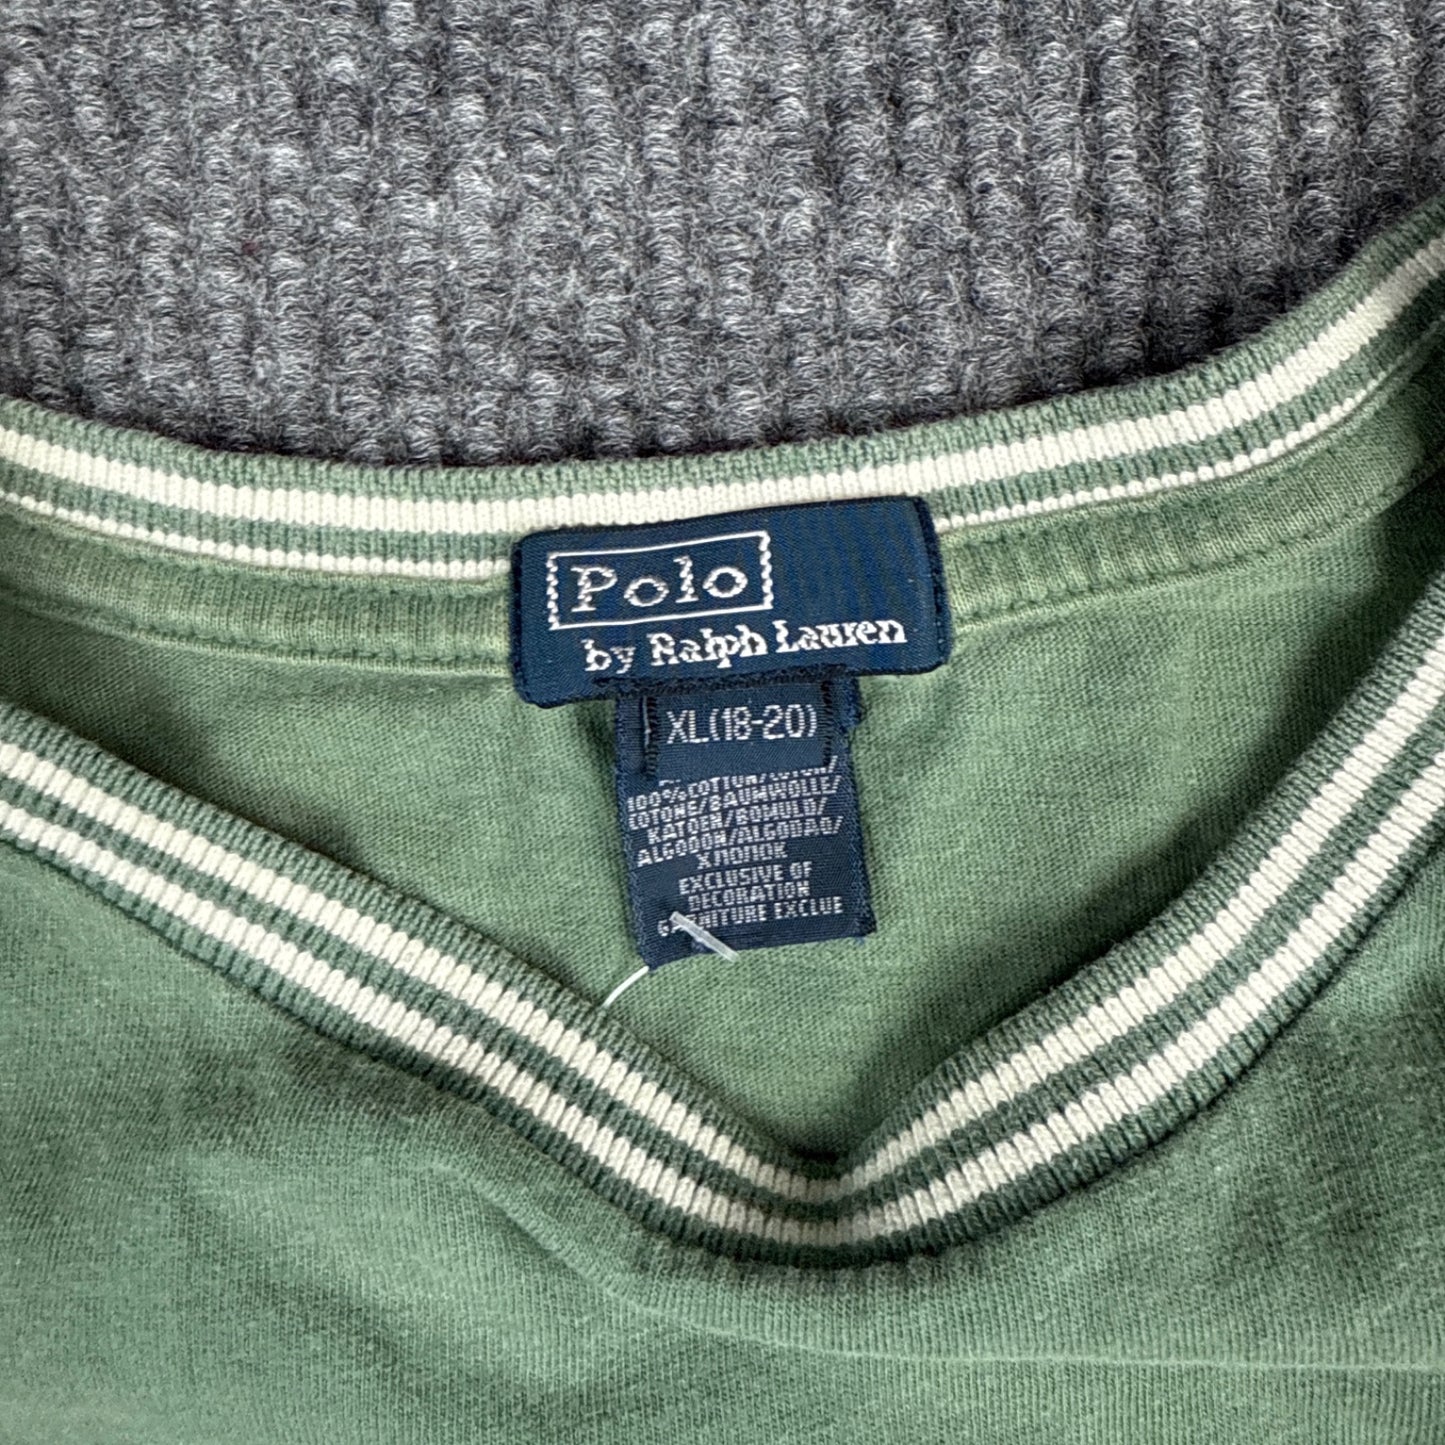 Polo
by Ralph Lauren
XL(18-20)
100%COTTON/COTON/
COTONE/BAUMWOLLE/
KATOEN/BOMULD/
ALGODON/ALGODAO/
ХЛОПОК
EXCLUSIVE OF
DECORATION
GARNITURE EXCLUE